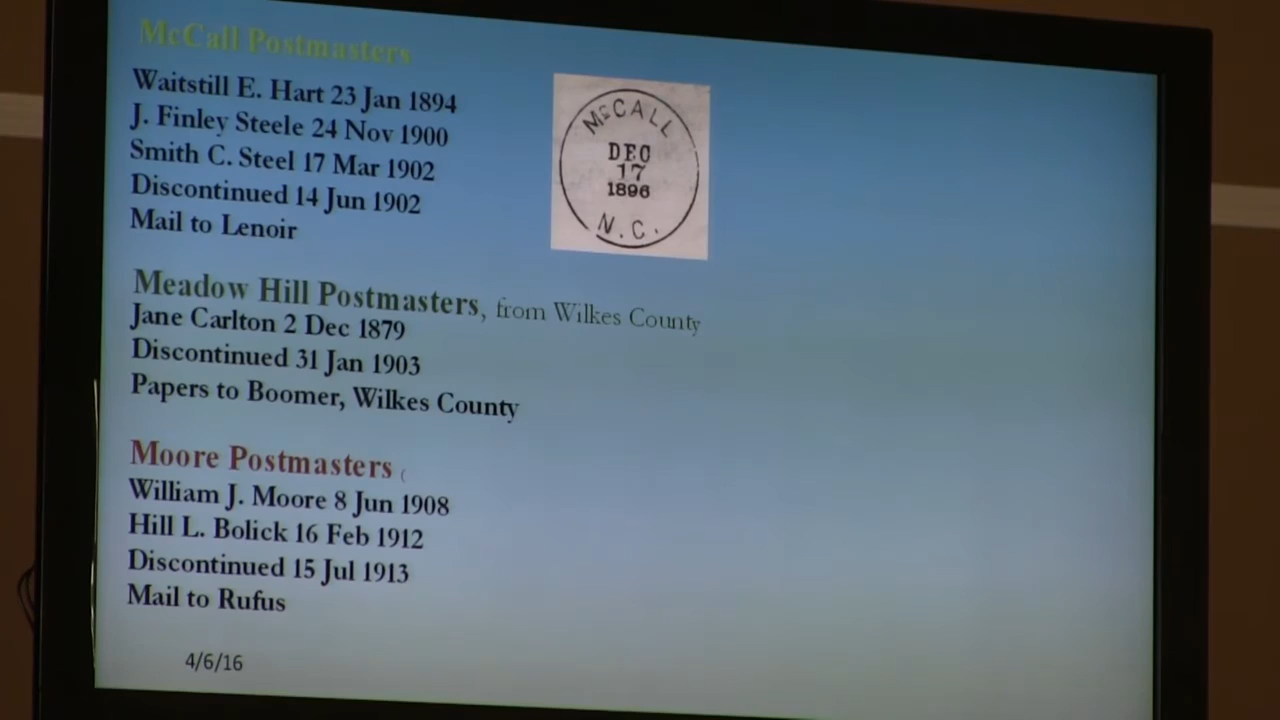 McCall Postmasters
Waitstill E. Hart 23 Jan 1894
J. Finley Steele 24 Nov 1900
Smith C. Steel 17 Mar 1902
Discontinued 14 Jun 1902
Mail to Lenoir
McCALL
DEC
17
1896
N.C.
Meadow Hill Postmasters, from Wilkes County
Jane Carlton 2 Dec 1879
Discontinued 31 Jan 1903
Papers to Boomer, Wilkes County
Moore Postmasters (
William J. Moore 8 Jun 1908
Hill L. Bolick 16 Feb 1912
Discontinued 15 Jul 1913
Mail to Rufus
4/6/16